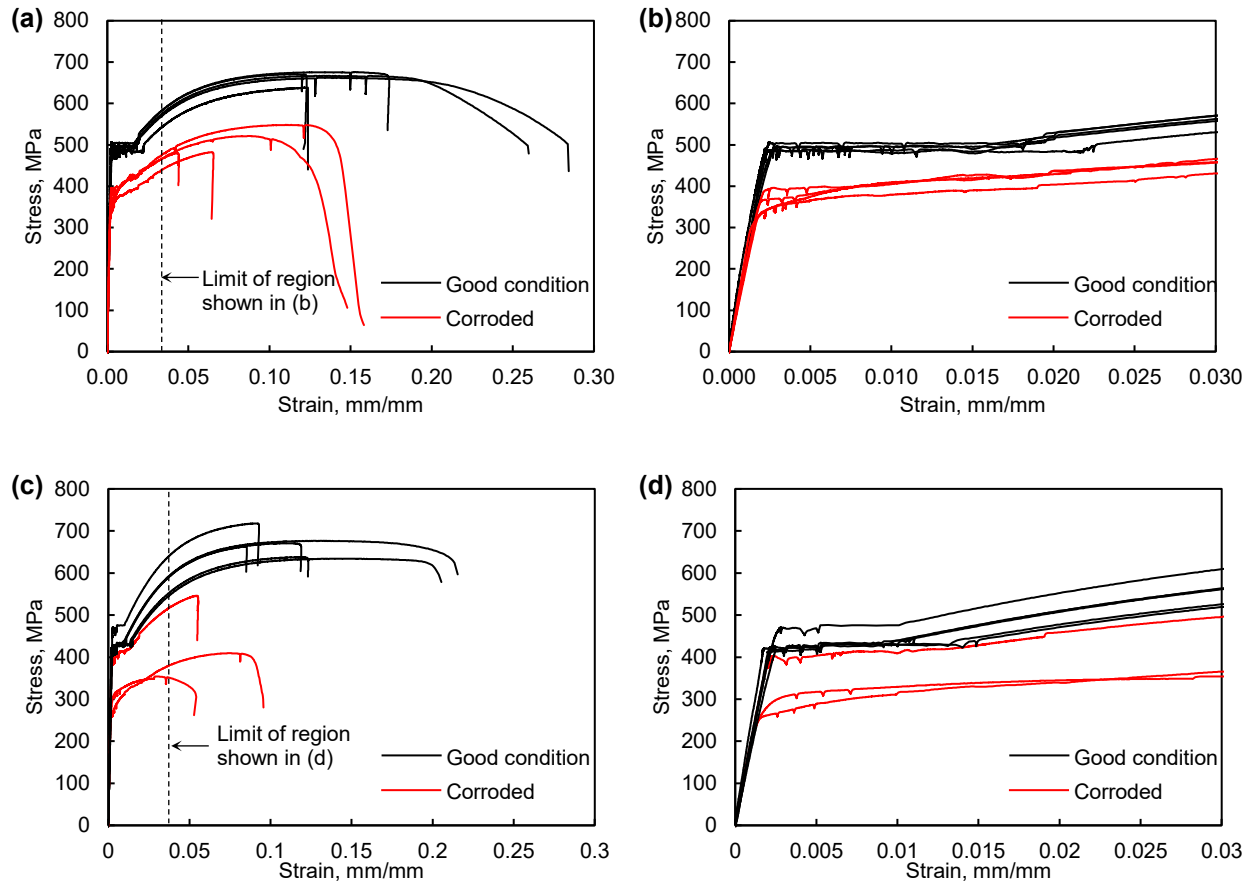 (a)
800
700
600
500
400
300
200
100
0
Stress, MPa
0.00 0.05 0.10 0.15 0.20 0.25 0.30
Strain, mm/mm
Limit of region
shown in (b)
Good condition
Corroded
(b)
800
700
600
500
400
300
200
100
0
Stress, MPa
0.000 0.005 0.010 0.015 0.020 0.025 0.030
Strain, mm/mm
Good condition
Corroded
(c)
800
700
600
500
400
300
200
100
0
Stress, MPa
0 0.05 0.1 0.15 0.2 0.25 0.3
Strain, mm/mm
Limit of region
shown in (d)
Good condition
Corroded
(d)
800
700
600
500
400
300
200
100
0
Stress, MPa
0 0.005 0.01 0.015 0.02 0.025 0.03
Strain, mm/mm
Good condition
Corroded